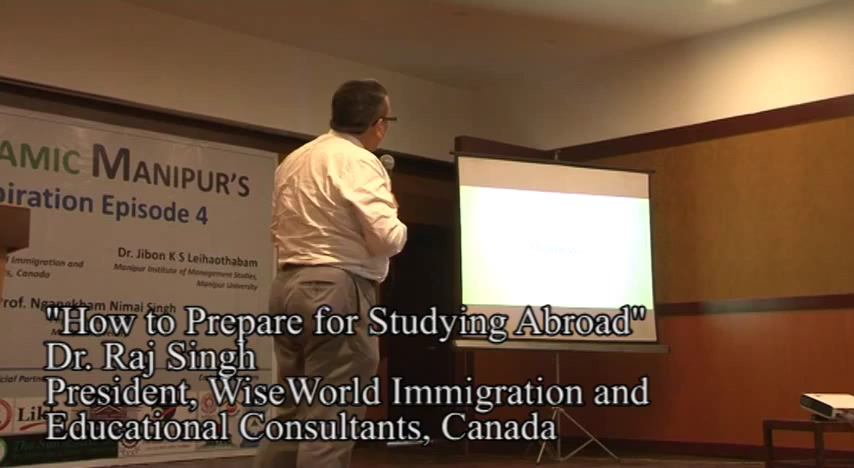 AMIC MANIPUR'S
piration Episode 4
Dr. Jibon K S Leihaothabam
Manipur Institute of Management Studies,
Manipur University
l Immigration and
s, Canada
Prof. Ngangkham Nimai Singh
"How to Prepare for Studying Abroad"
Dr. Raj Singh
President, WiseWorld Immigration and
Educational Consultants, Canada